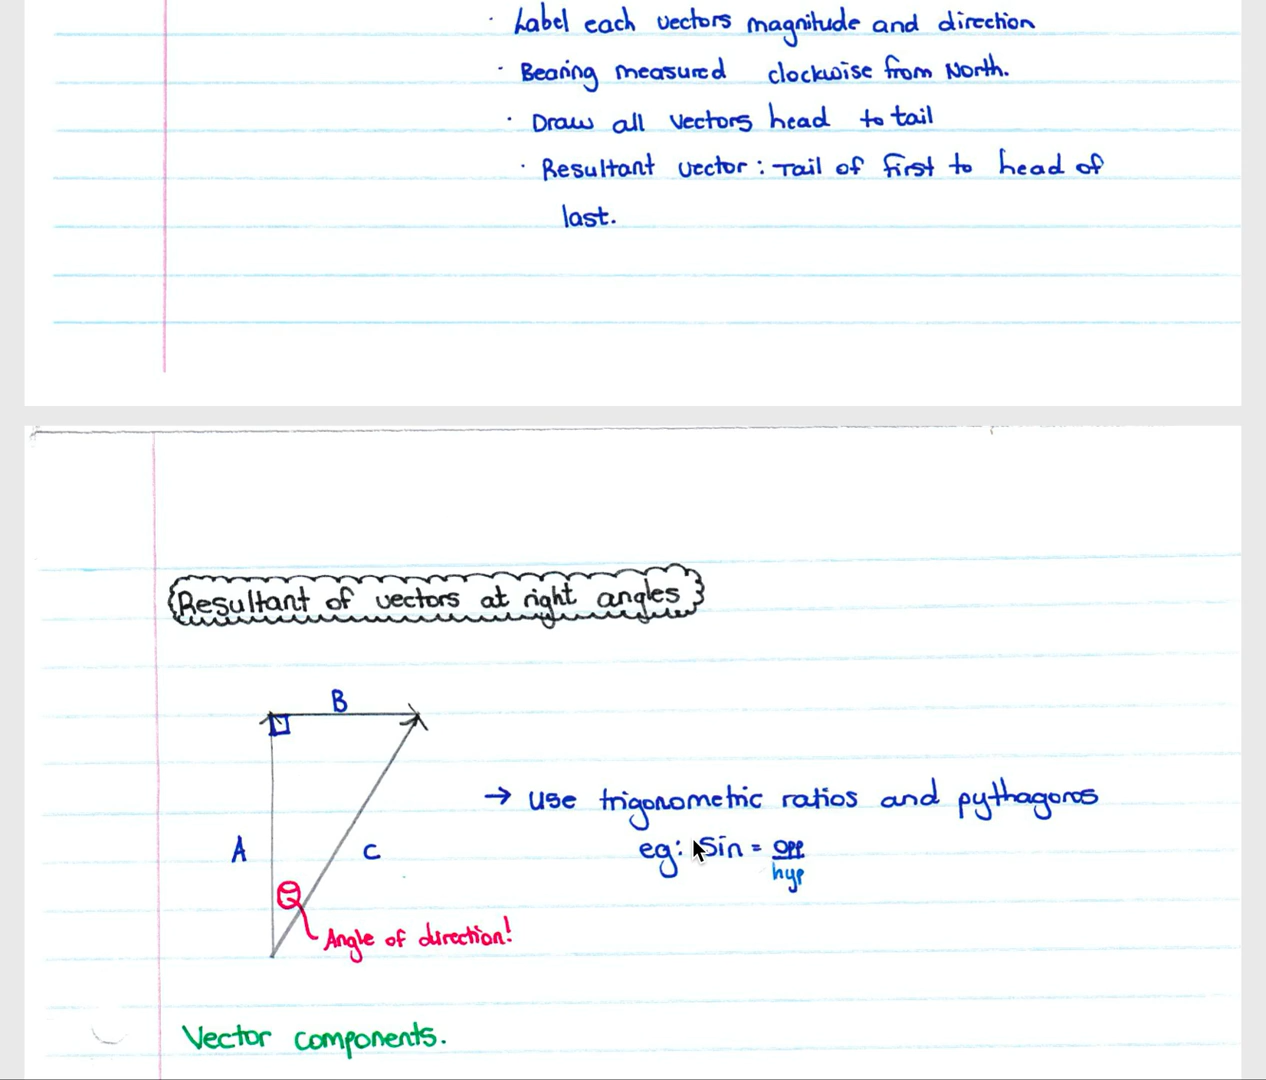 · Label each vectors magnitude and direction
· Bearing measured clockwise from North.
· Draw all vectors head to tail
· Resultant vector : Tail of first to head of
last.
Resultant of vectors at right angles
B
→ use trigonometric ratios and pythagoras
A
C
eg: Sin = opp
hyp
Θ
Angle of direction!
Vector components.